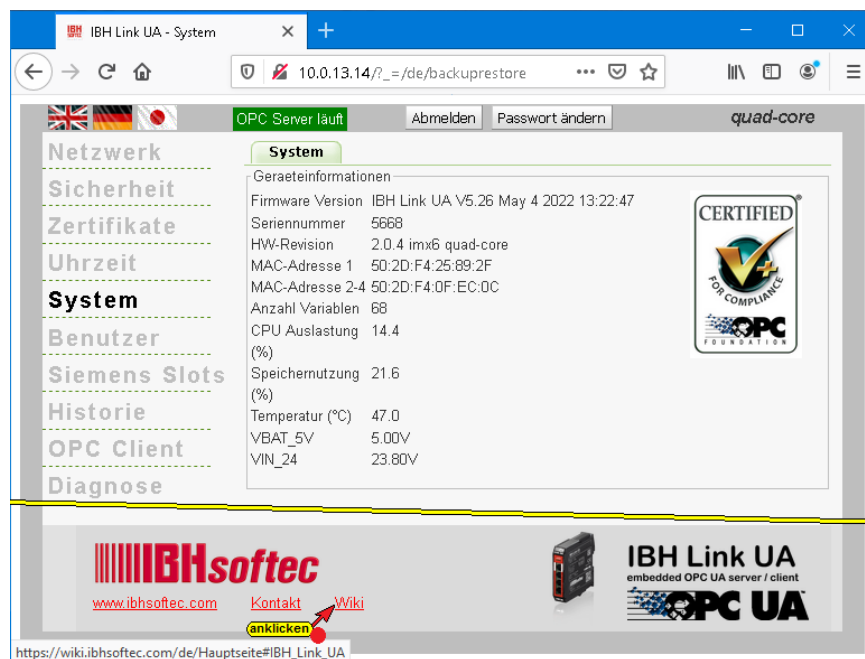 IBH Link UA - System
10.0.13.14/?_=/de/backuprestore
OPC Server läuft
Abmelden
Passwort ändern
quad-core
Netzwerk
Sicherheit
Zertifikate
Uhrzeit
System
Benutzer
Siemens Slots
Historie
OPC Client
Diagnose
System
Geraeteinformationen
Firmware Version IBH Link UA V5.26 May 4 2022 13:22:47
Seriennummer 5668
HW-Revision 2.0.4 imx6 quad-core
MAC-Adresse 1 50:2D:F4:25:89:2F
MAC-Adresse 2-4 50:2D:F4:0F:EC:0C
Anzahl Variablen 68
CPU Auslastung 14.4
(%)
Speichernutzung 21.6
(%)
Temperatur (°C) 47.0
VBAT_5V 5.00V
VIN_24 23.80V
CERTIFIED
V+
FOR COMPLIANCE
OPC
FOUNDATION
IBHsoftec
www.ibhsoftec.com
Kontakt
Wiki
anklicken
IBH Link UA
embedded OPC UA server / client
OPC UA
https://wiki.ibhsoftec.com/de/Hauptseite#IBH_Link_UA